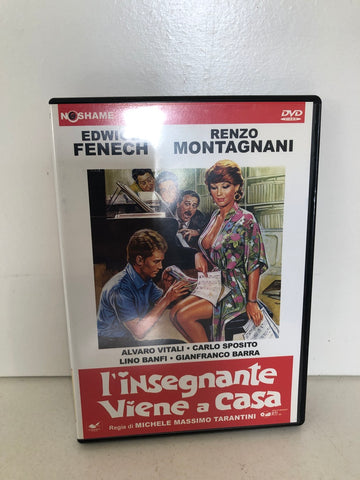 NOSHAME
DVD
VIDEO
EDWIGE RENZO
FENECH MONTAGNANI
ALVARO VITALI • CARLO SPOSITO
LINO BANFI • GIANFRANCO BARRA
l'insegnante
viene a casa
Regia di MICHELE MASSIMO TARANTINI